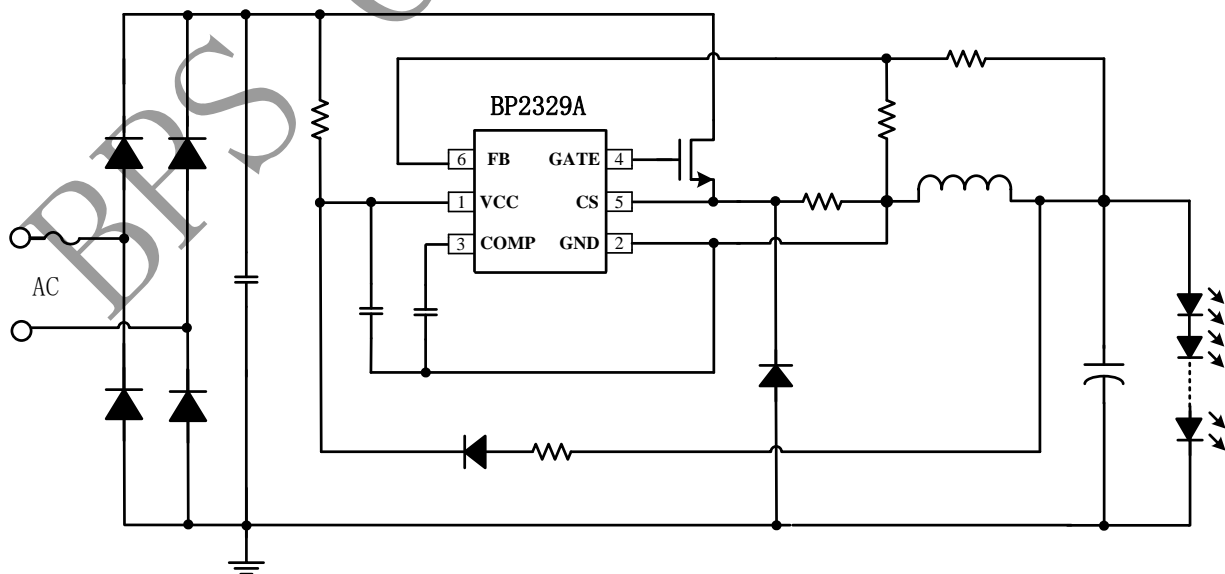 BP2329A
6 FB GATE 4
1 VCC CS 5
3 COMP GND 2
AC
BPS